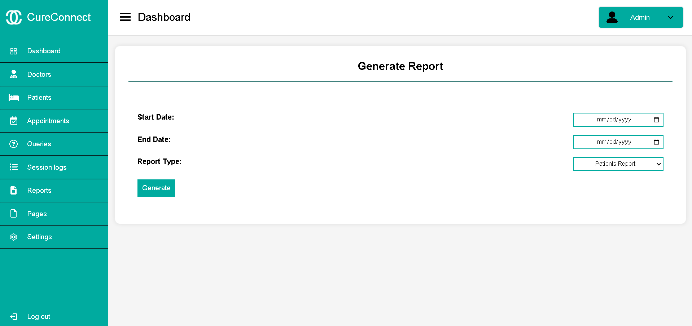 CureConnect
Dashboard
Admin
Dashboard
Doctors
Patients
Appointments
Queries
Session logs
Reports
Pages
Settings
Log out
Generate Report
Start Date:
mm/dd/yyyy
End Date:
mm/dd/yyyy
Report Type:
Patients Report
Generate